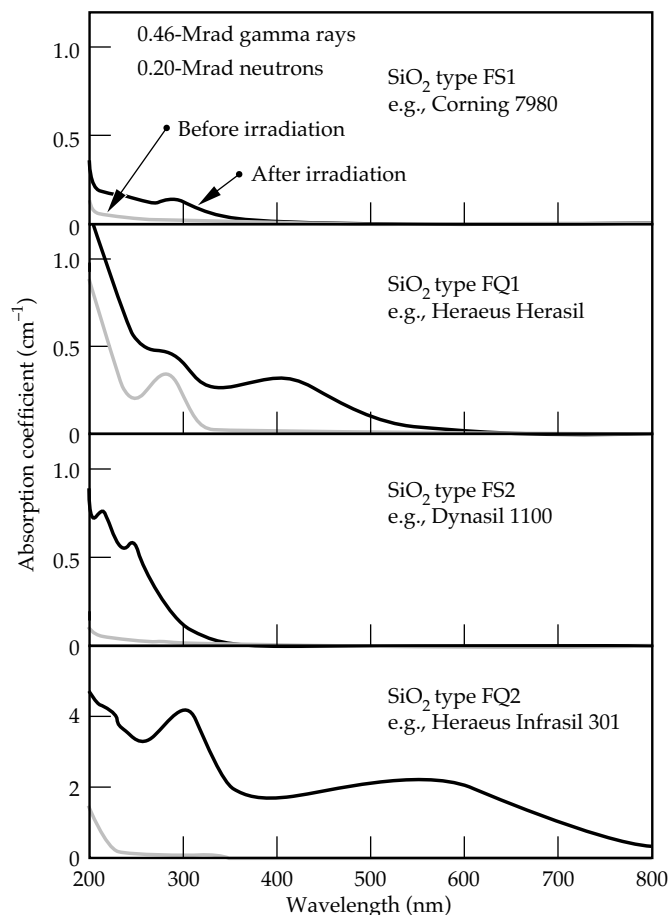 0.46-Mrad gamma rays
0.20-Mrad neutrons
SiO2 type FS1
e.g., Corning 7980
Before irradiation
After irradiation
1.0
0.5
0
SiO2 type FQ1
e.g., Heraeus Herasil
1.0
0.5
0
SiO2 type FS2
e.g., Dynasil 1100
1.0
0.5
0
SiO2 type FQ2
e.g., Heraeus Infrasil 301
4
2
0
Absorption coefficient (cm−1)
200 300 400 500 600 700 800
Wavelength (nm)